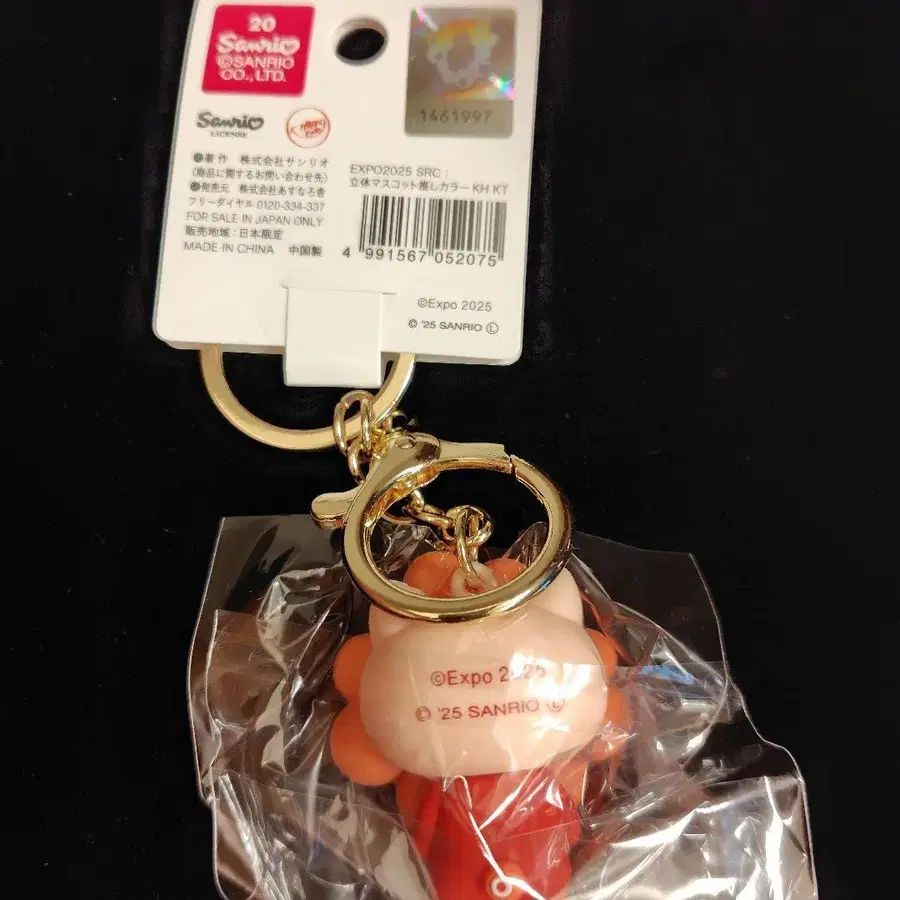 20
Sanrio
©SANRIO
CO.,LTD.
1461997
Sanrio
LICENSE
●著作 株式会社サンリオ
(商品に関するお問い合わせ先)
●発売元 株式会社あすなろ舎
フリーダイヤル 0120-334-337
FOR SALE IN JAPAN ONLY
販売地域:日本限定
MADE IN CHINA 中国製
EXPO2025 SRC:
立体マスコット推しカラー KH KT
4 991567 052075
©Expo 2025
© '25 SANRIO Ⓛ
©Expo 2025
© '25 SANRIO Ⓛ